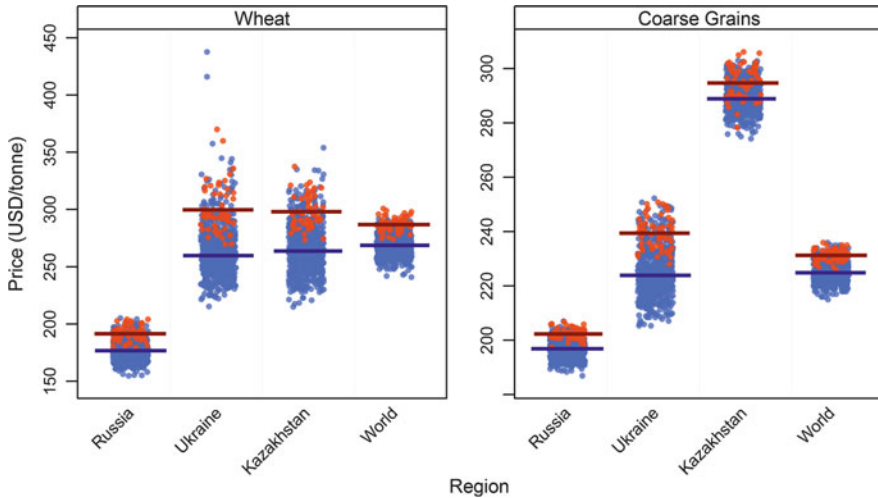 Wheat
Coarse Grains
Price (USD/tonne)
450
400
350
300
250
200
150
300
280
260
240
220
200
Russia
Ukraine
Kazakhstan
World
Russia
Ukraine
Kazakhstan
World
Region